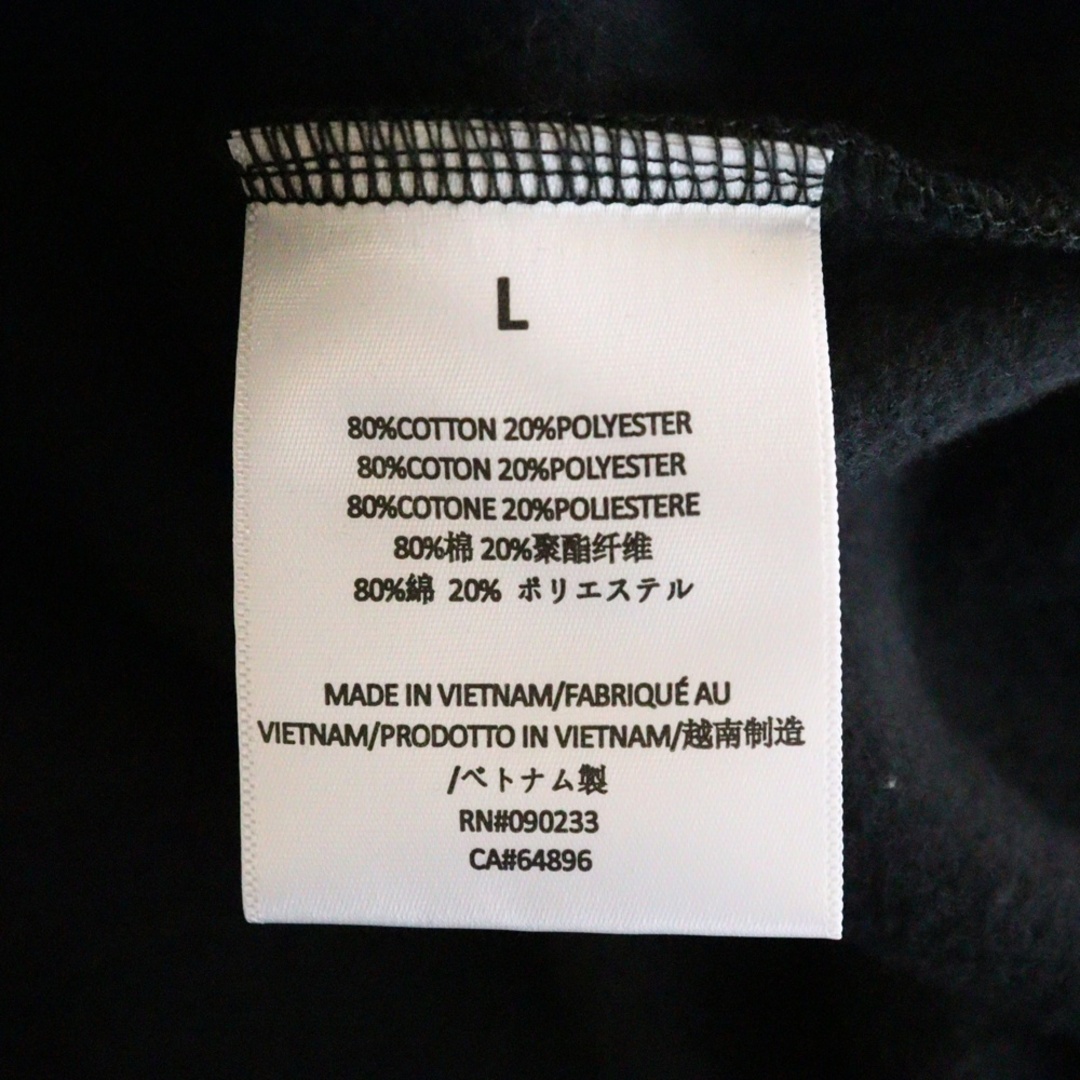 L
80%COTTON 20%POLYESTER
80%COTON 20%POLYESTER
80%COTONE 20%POLIESTERE
80%棉 20%聚酯纤维
80%綿 20% ポリエステル
MADE IN VIETNAM/FABRIQUÉ AU
VIETNAM/PRODOTTO IN VIETNAM/越南制造
/ベトナム製
RN#090233
CA#64896